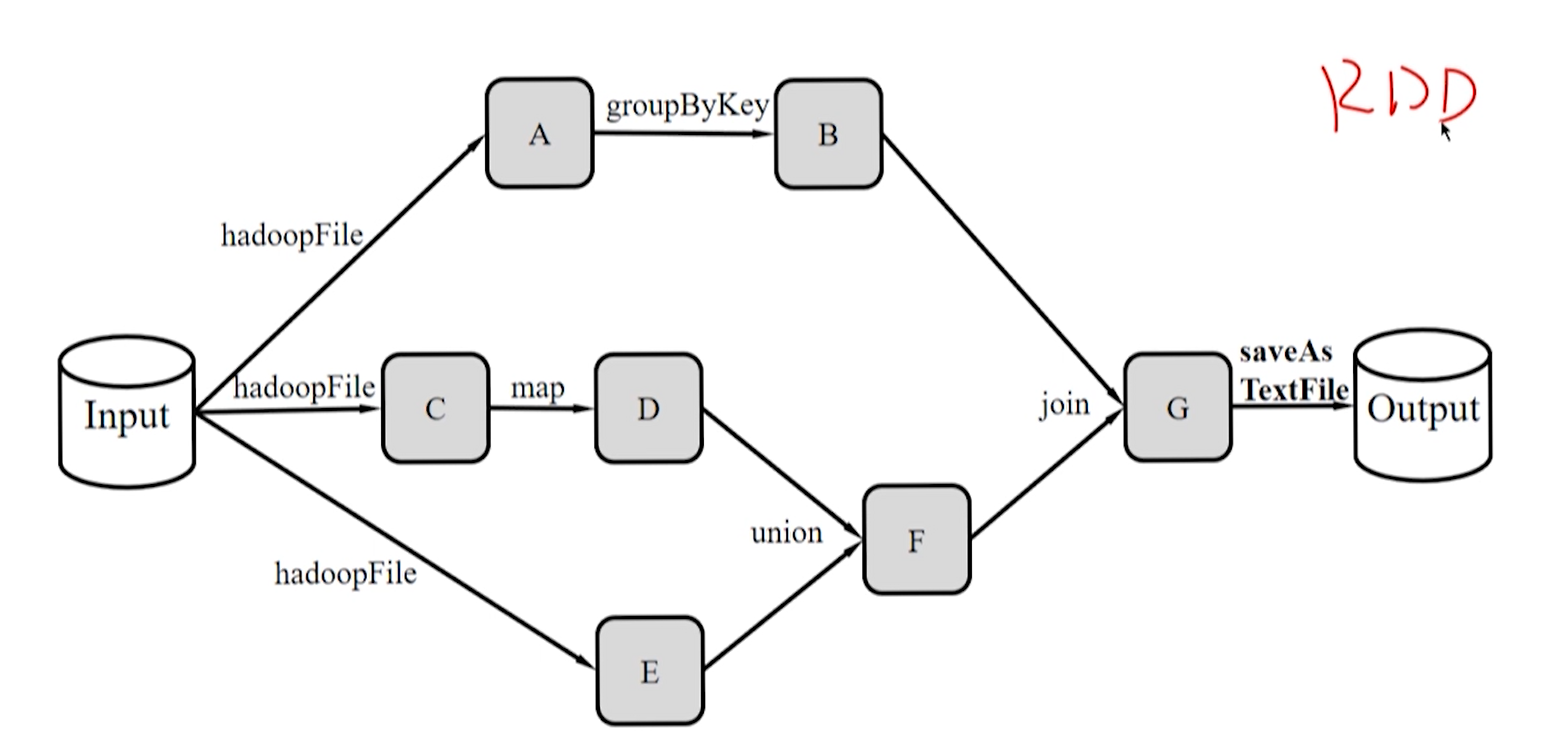 RDD
A
groupByKey
B
hadoopFile
Input
hadoopFile
C
map
D
join
G
saveAs
TextFile
Output
union
F
hadoopFile
E